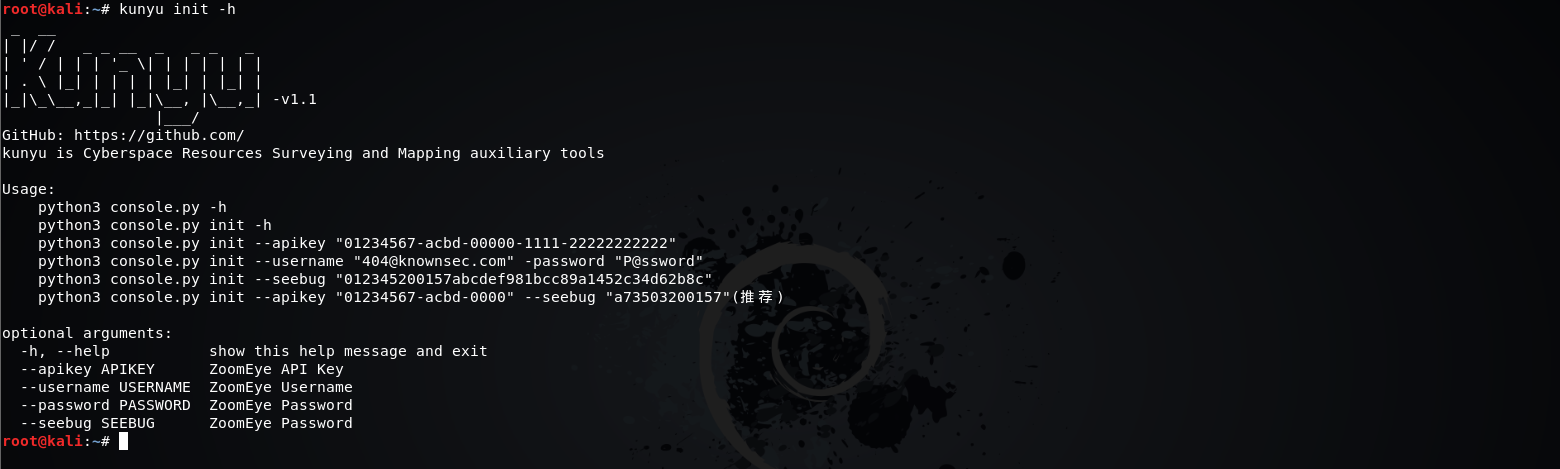 root@kali:~# kunyu init -h
 _  __
| |/ /   _ _ __  _   _ _   _
| ' / | | | '_ \| | | | | | |
| . \ |_| | | | | |_| | |_| |
|_|\_\__,_|_| |_|\__, |\__,_| -v1.1
                 |___/
GitHub: https://github.com/
kunyu is Cyberspace Resources Surveying and Mapping auxiliary tools
Usage:
    python3 console.py -h
    python3 console.py init -h
    python3 console.py init --apikey "01234567-acbd-00000-1111-22222222222"
    python3 console.py init --username "404@knownsec.com" -password "P@ssword"
    python3 console.py init --seebug "012345200157abcdef981bcc89a1452c34d62b8c"
    python3 console.py init --apikey "01234567-acbd-0000" --seebug "a73503200157"(推荐)
optional arguments:
  -h, --help           show this help message and exit
  --apikey APIKEY      ZoomEye API Key
  --username USERNAME  ZoomEye Username
  --password PASSWORD  ZoomEye Password
  --seebug SEEBUG      ZoomEye Password
root@kali:~#